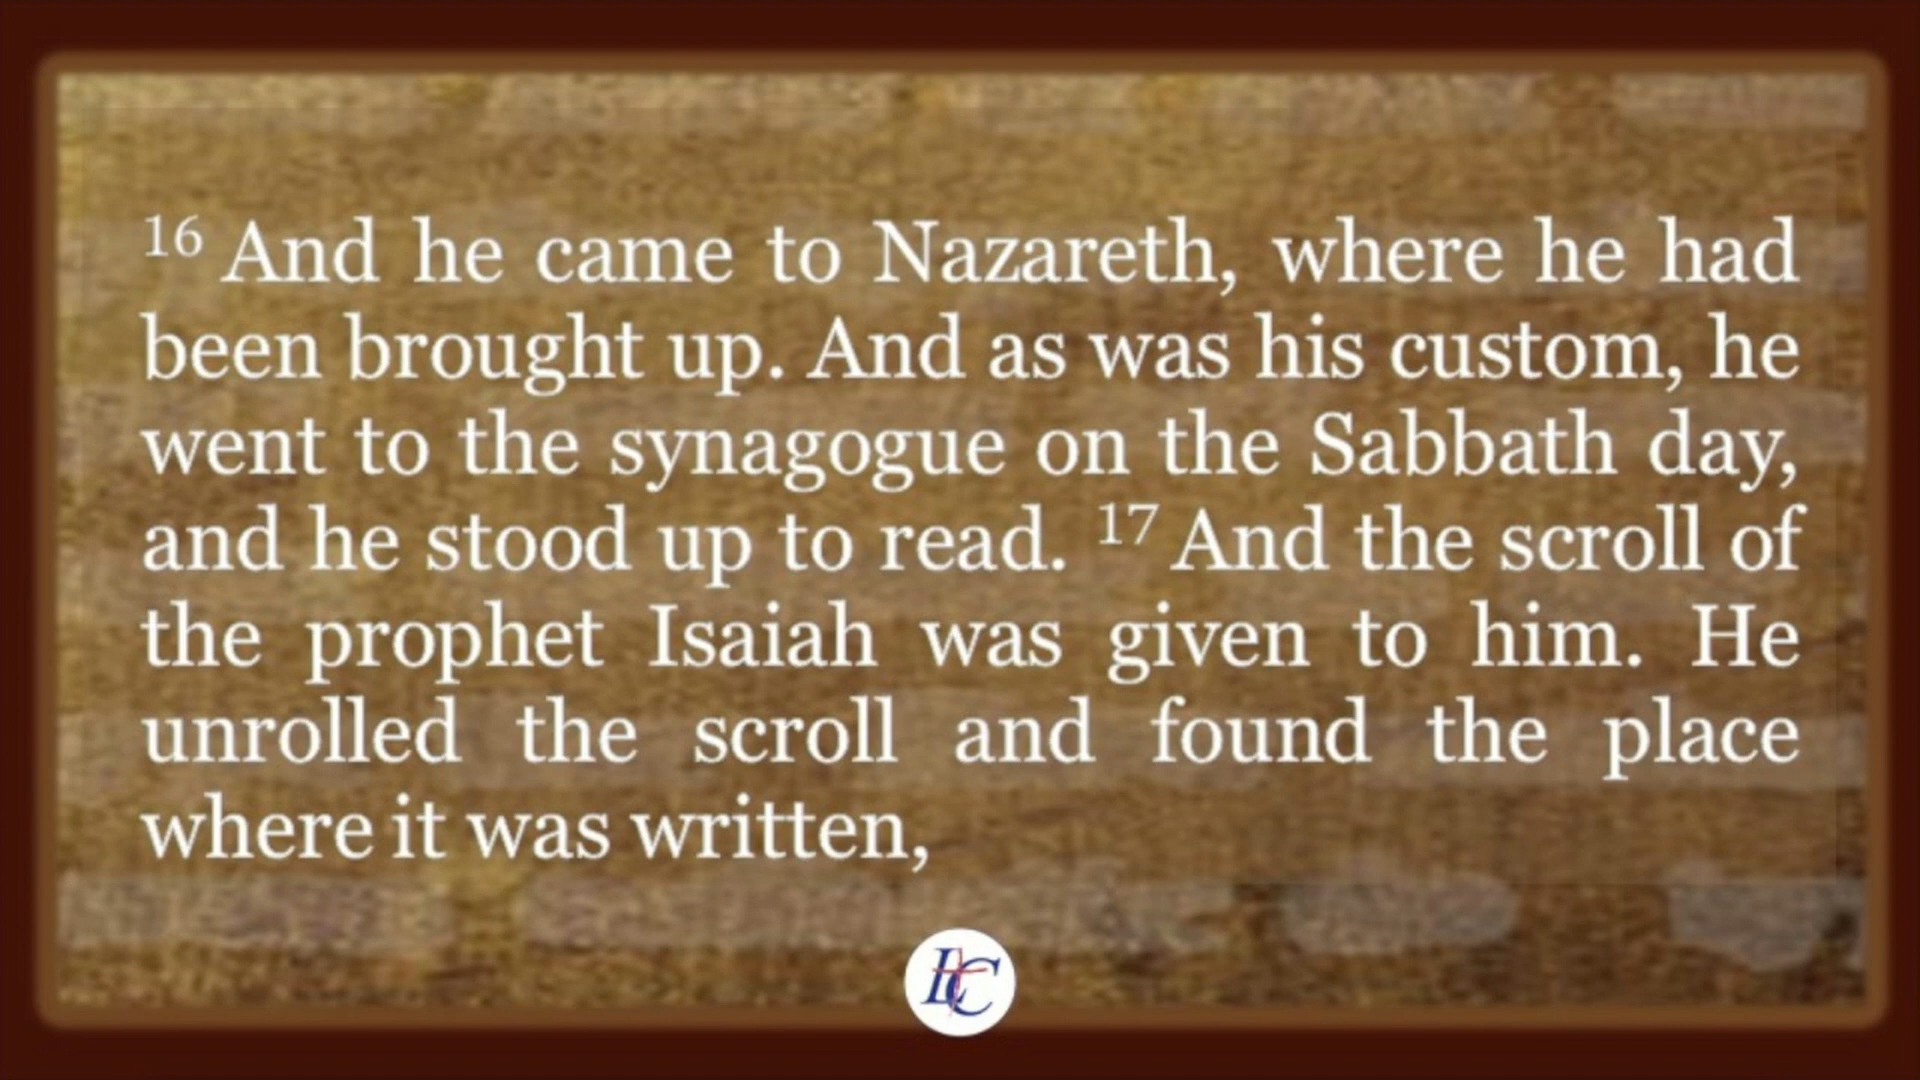 16 And he came to Nazareth, where he had
been brought up. And as was his custom, he
went to the synagogue on the Sabbath day,
and he stood up to read. 17 And the scroll of
the prophet Isaiah was given to him. He
unrolled the scroll and found the place
where it was written,
LC